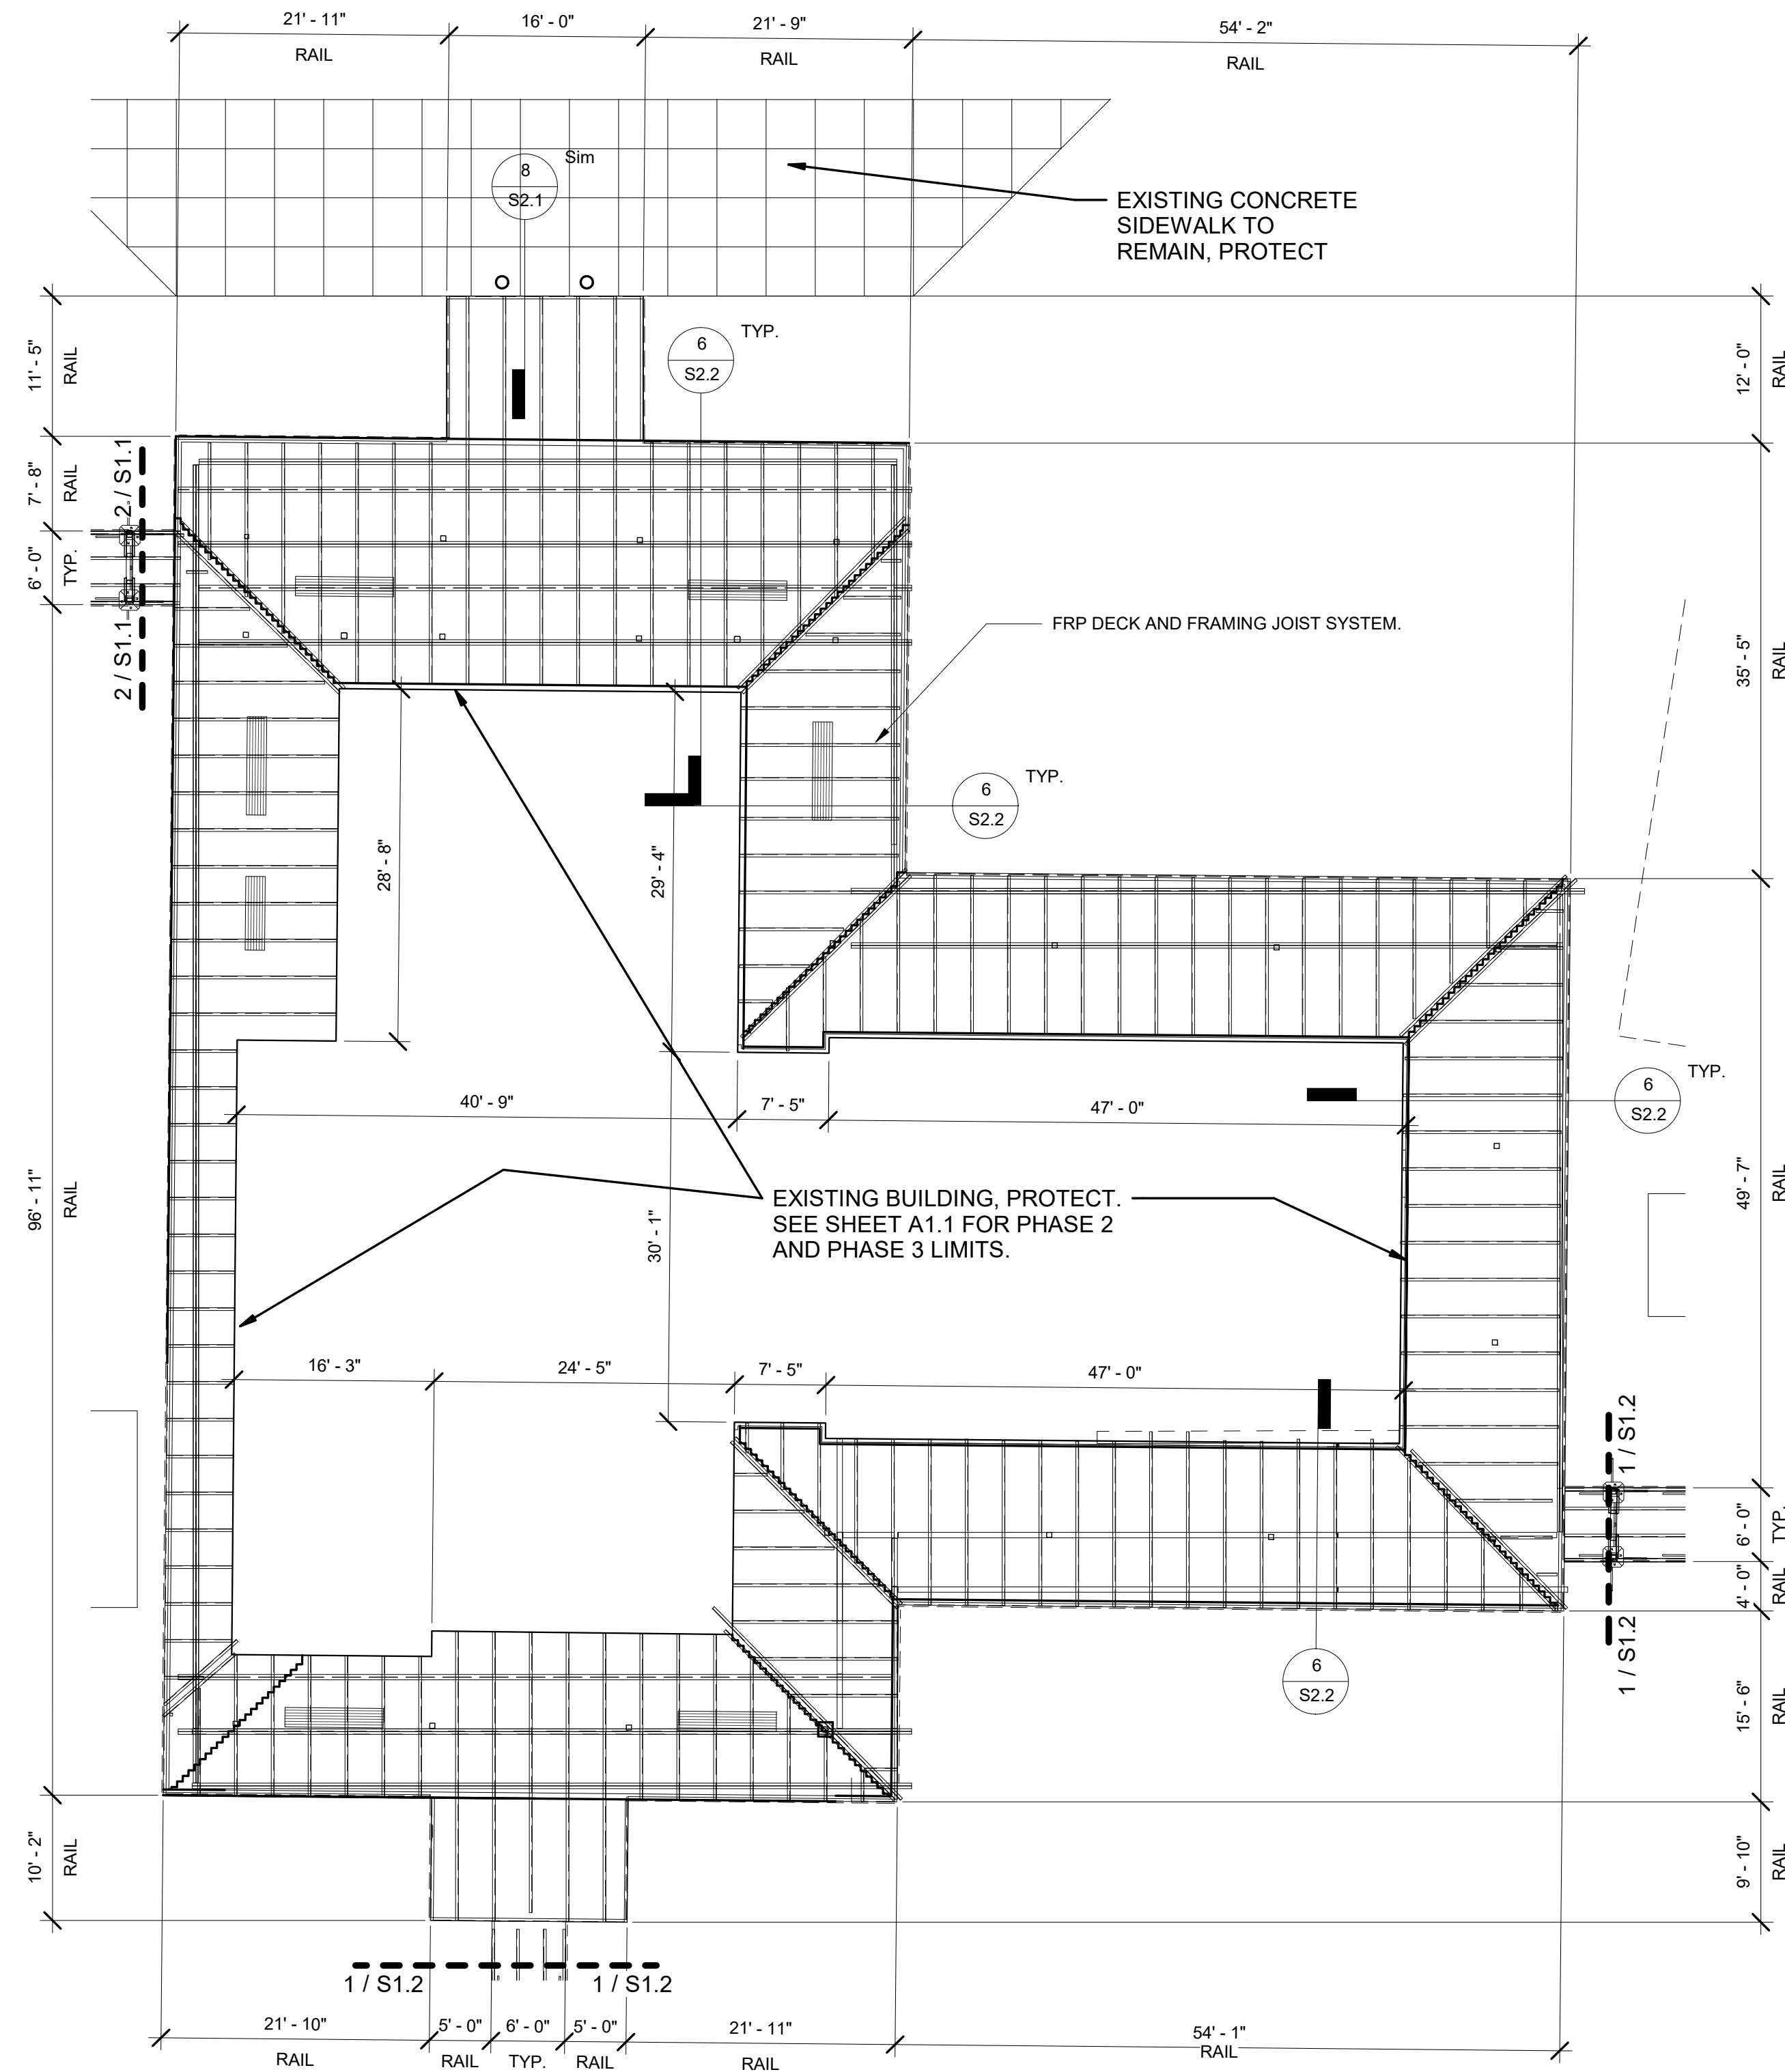 21' - 11"
RAIL
16' - 0"
21' - 9"
RAIL
54' - 2"
RAIL
8
S2.1
Sim
EXISTING CONCRETE
SIDEWALK TO
REMAIN, PROTECT
6
S2.2
TYP.
11' - 5"
RAIL
12' - 0"
RAIL
7' - 8"
RAIL
6' - 0"
TYP.
2 / S1.1
2 / S1.1
35' - 5"
RAIL
FRP DECK AND FRAMING JOIST SYSTEM.
6
S2.2
TYP.
28' - 8"
29' - 4"
40' - 9"
7' - 5"
47' - 0"
6
S2.2
TYP.
96' - 11"
RAIL
30' - 1"
EXISTING BUILDING, PROTECT.
SEE SHEET A1.1 FOR PHASE 2
AND PHASE 3 LIMITS.
49' - 7"
RAIL
16' - 3"
24' - 5"
7' - 5"
47' - 0"
1 / S1.2
1 / S1.2
6' - 0"
TYP.
4' - 0"
RAIL
6
S2.2
15' - 6"
RAIL
10' - 2"
RAIL
9' - 10"
RAIL
1 / S1.2
1 / S1.2
21' - 10"
RAIL
5' - 0"
RAIL
6' - 0"
TYP.
5' - 0"
RAIL
21' - 11"
RAIL
54' - 1"
RAIL